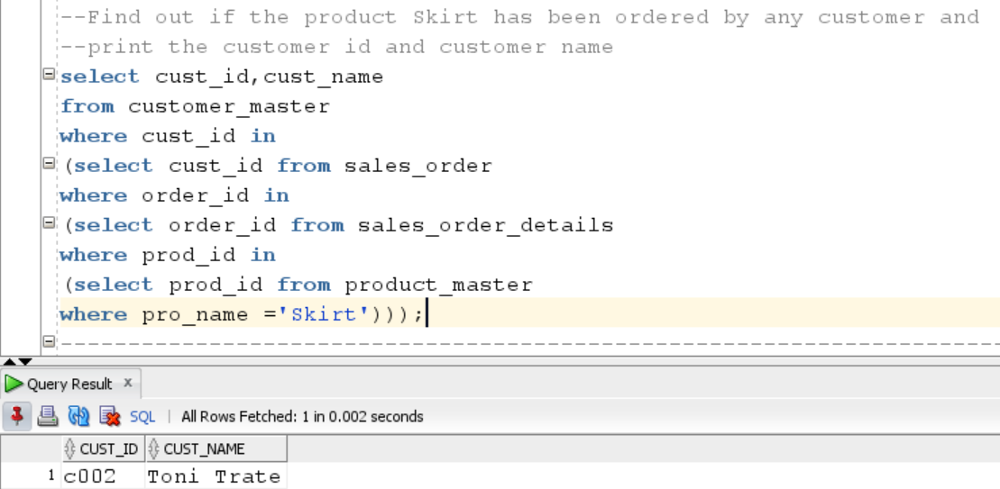 --Find out if the product Skirt has been ordered by any customer and
--print the customer id and customer name
select cust_id,cust_name
from customer_master
where cust_id in
(select cust_id from sales_order
where order_id in
(select order_id from sales_order_details
where prod_id in
(select prod_id from product_master
where pro_name ='Skirt')));
--------------------------------------------------------------------
Query Result x
SQL | All Rows Fetched: 1 in 0.002 seconds
CUST_ID CUST_NAME
1 c002 Toni Trate